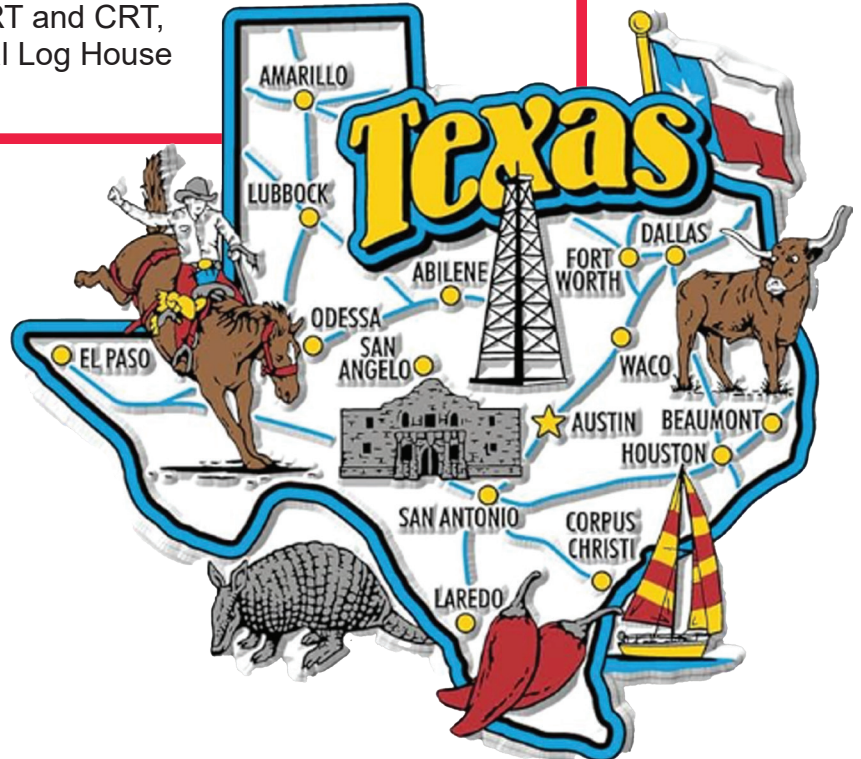 RT and CRT,
Log House
AMARILLO
Texas
LUBBOCK
DALLAS
FORT
WORTH
ABILENE
ODESSA
SAN
ANGELO
EL PASO
WACO
AUSTIN
BEAUMONT
HOUSTON
SAN ANTONIO
CORPUS
CHRISTI
LAREDO